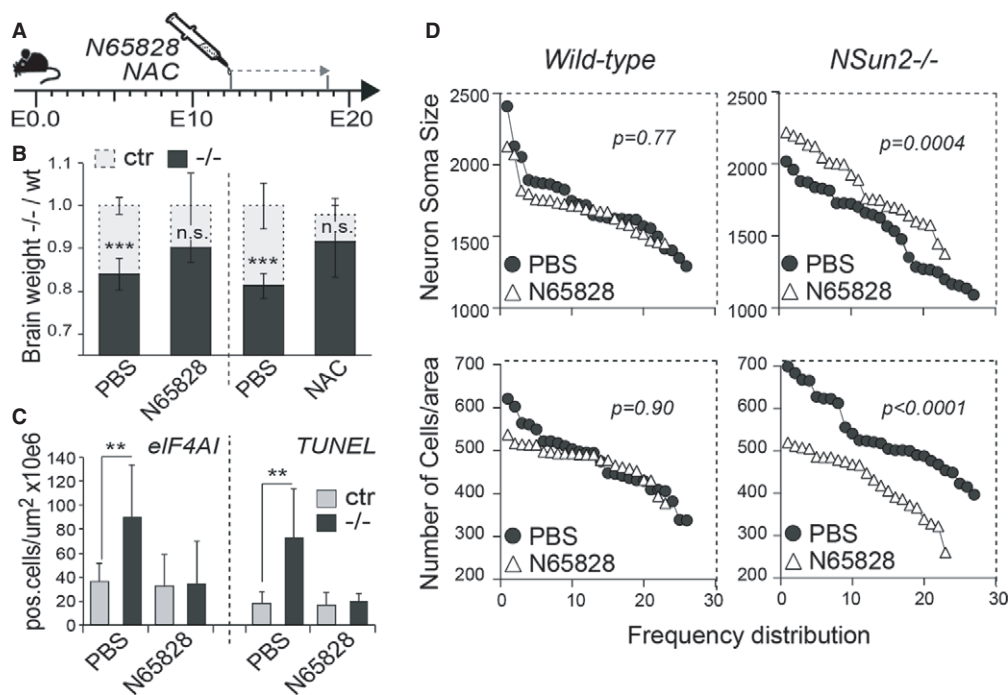 A
N65828
NAC
E0.0
E10
E20
B
ctr
-/-
Brain weight -/- / wt
1.1
1.0
0.9
0.8
0.7
***
n.s.
***
n.s.
PBS
N65828
PBS
NAC
C
eIF4AI
TUNEL
pos.cells/um² x10e6
140
120
100
80
60
40
20
0
**
**
ctr
-/-
PBS
N65828
PBS
N65828
D
Wild-type
NSun2-/-
Neuron Soma Size
2500
2000
1500
1000
p=0.77
PBS
N65828
2500
2000
1500
1000
p=0.0004
PBS
N65828
Number of Cells/area
700
600
500
400
300
200
p=0.90
PBS
N65828
0
10
20
30
700
600
500
400
300
200
p<0.0001
PBS
N65828
0
10
20
30
Frequency distribution